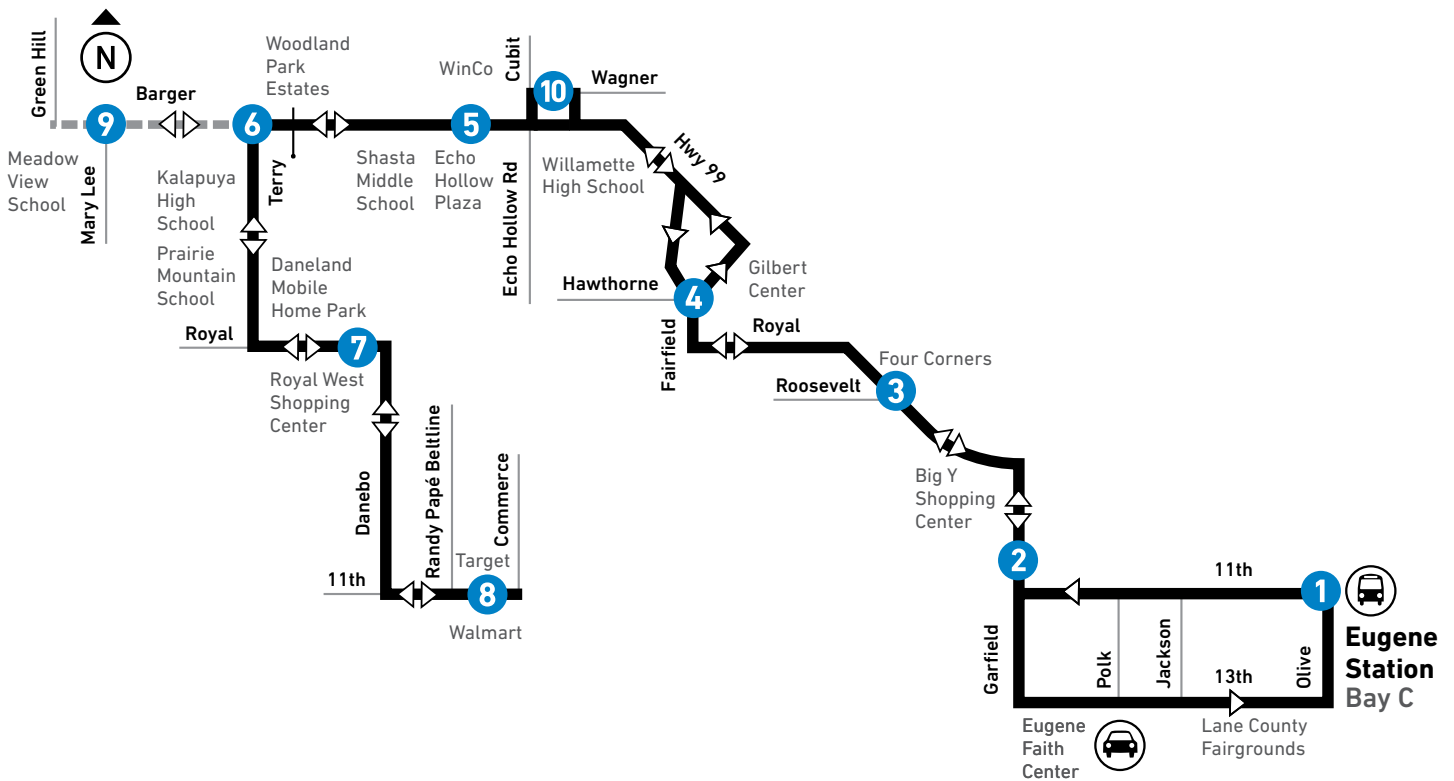 N
Green Hill
Barger
Woodland
Park
Estates
WinCo
Cubit
Wagner
10
9
6
5
Hwy 99
Meadow
View
School
Mary Lee
Kalapuya
High
School
Terry
Shasta
Middle
School
Echo
Hollow
Plaza
Echo Hollow Rd
Willamette
High School
Prairie
Mountain
School
Daneland
Mobile
Home Park
Hawthorne
4
Gilbert
Center
Royal
7
Fairfield
Royal
Royal West
Shopping
Center
Four Corners
Roosevelt
3
Danebo
Randy Papé Beltline
Commerce
Big Y
Shopping
Center
Target
11th
8
Walmart
2
11th
1
Garfield
Polk
Jackson
13th
Olive
Eugene
Station
Bay C
Eugene
Faith
Center
Lane County
Fairgrounds